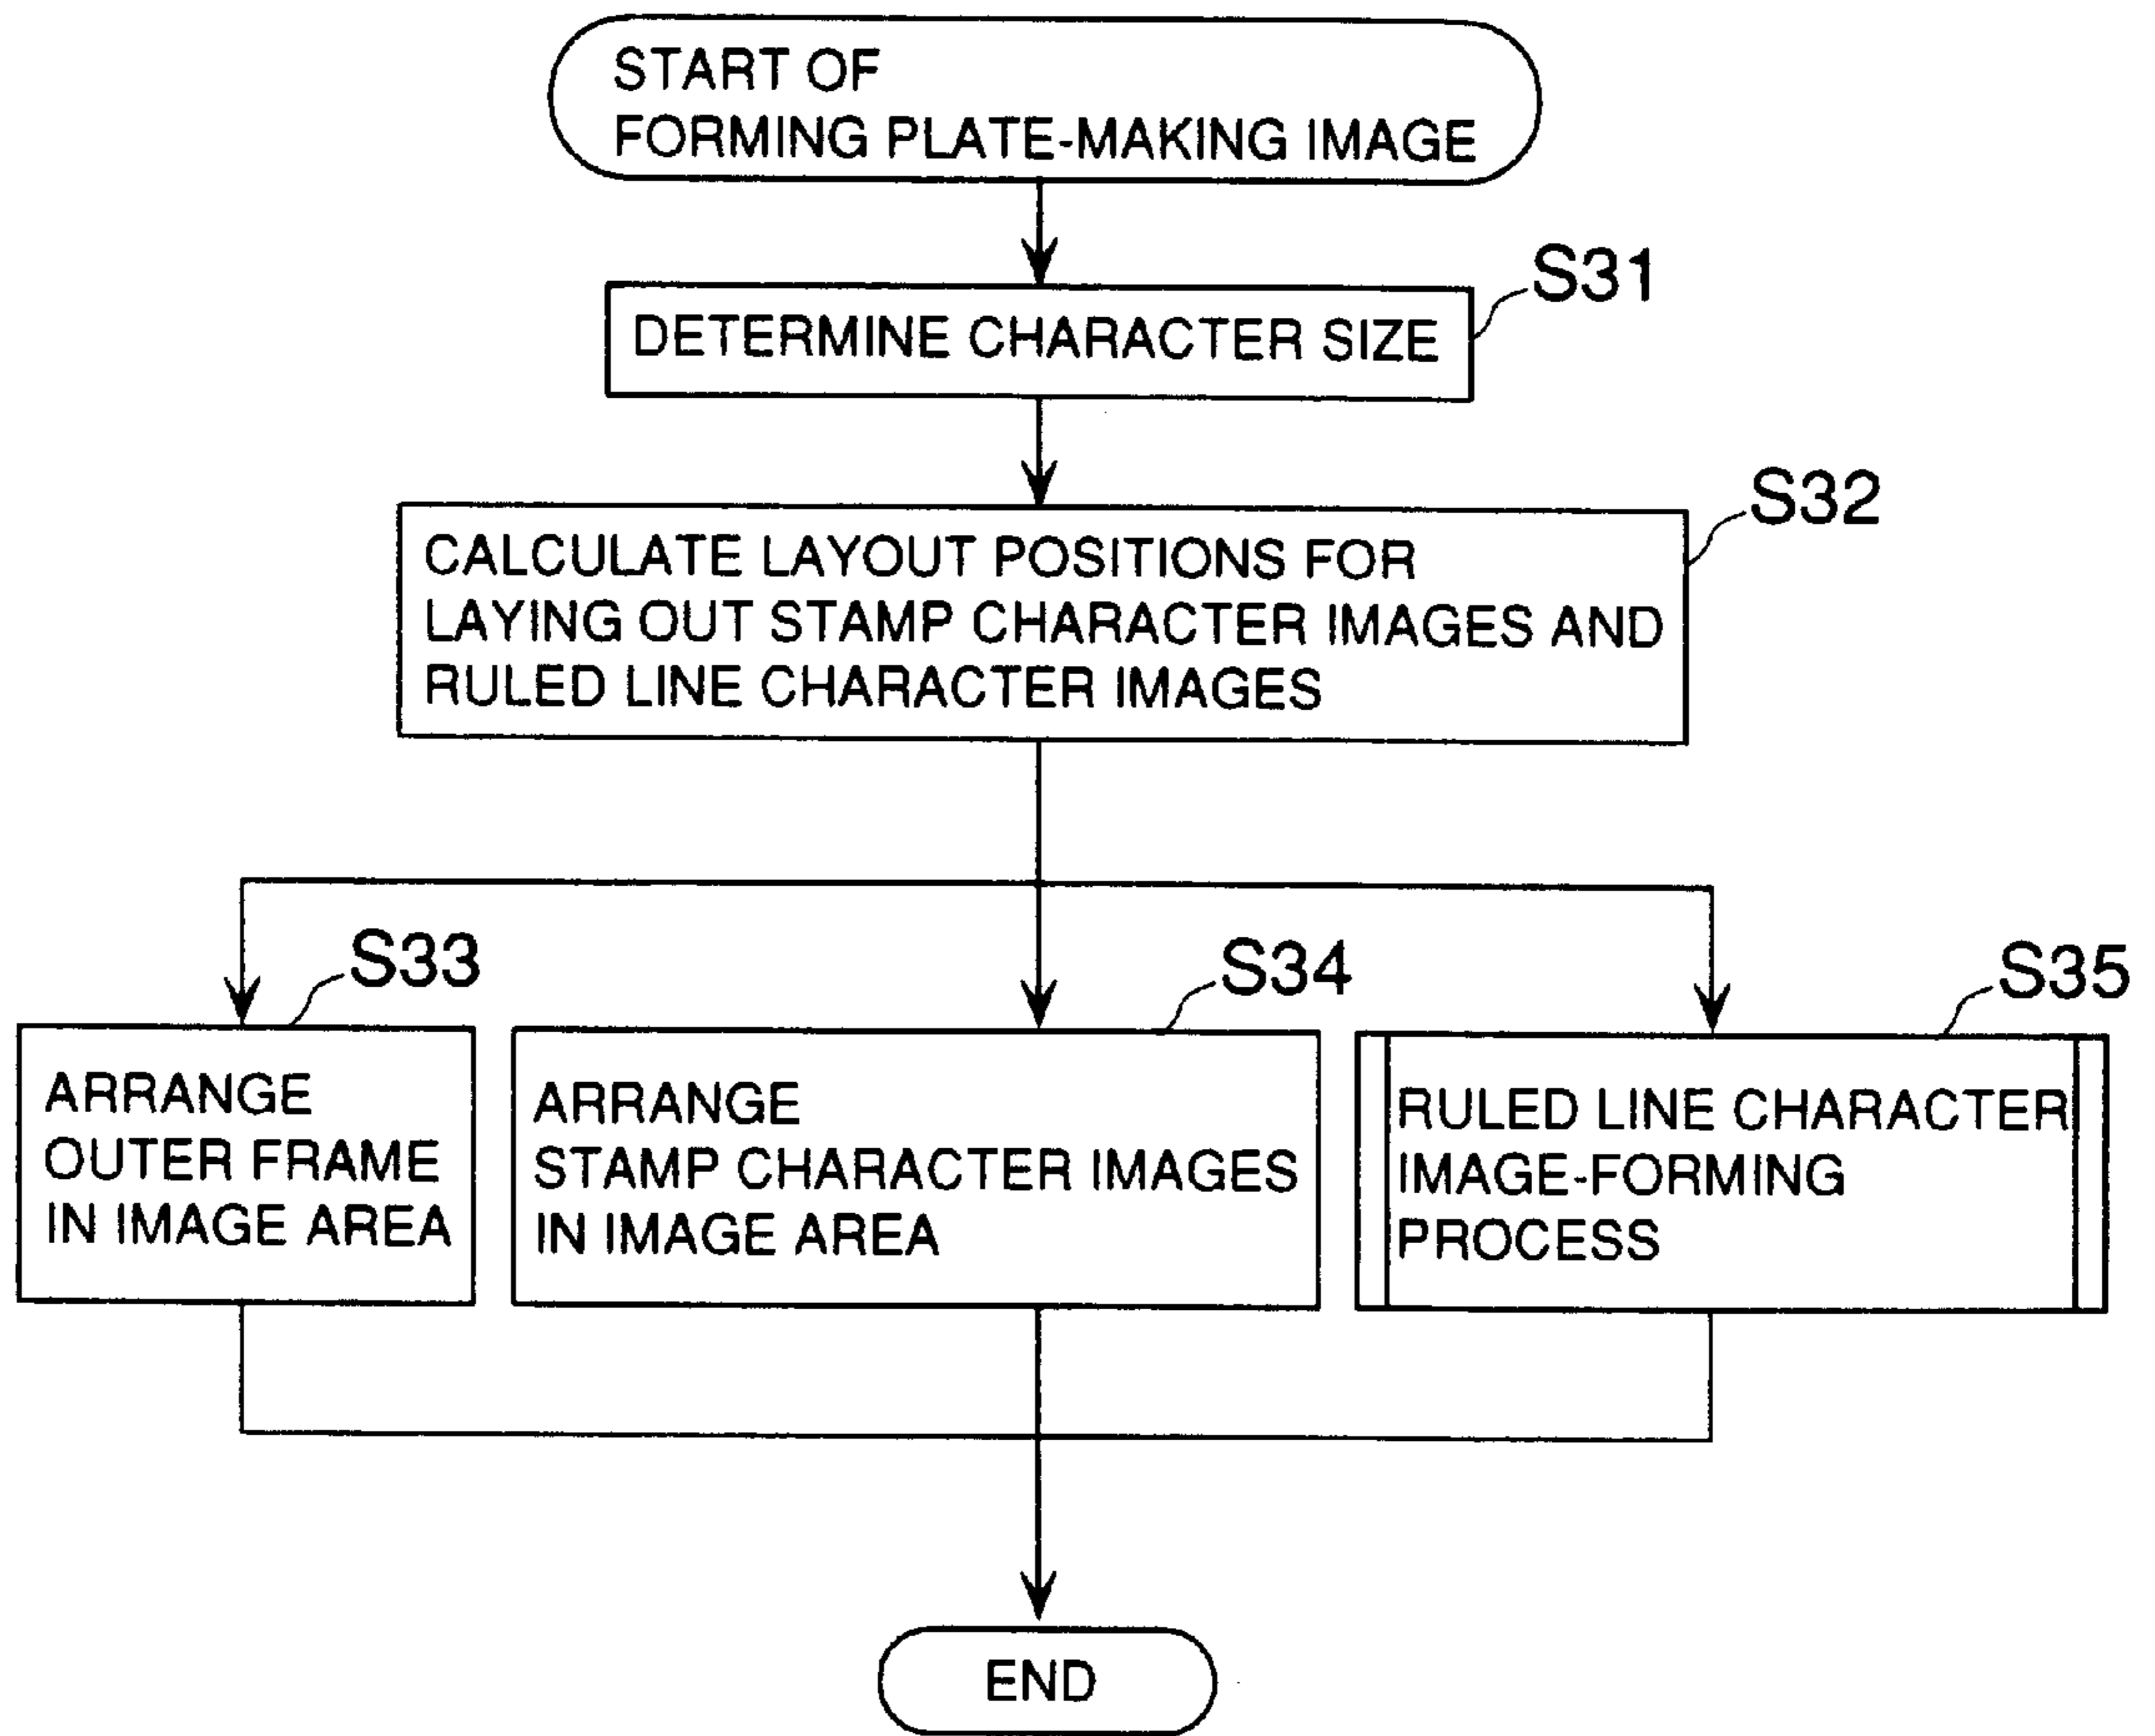 START OF
FORMING PLATE-MAKING IMAGE
S31
DETERMINE CHARACTER SIZE
S32
CALCULATE LAYOUT POSITIONS FOR
LAYING OUT STAMP CHARACTER IMAGES AND
RULED LINE CHARACTER IMAGES
S33
ARRANGE
OUTER FRAME
IN IMAGE AREA
S34
ARRANGE
STAMP CHARACTER IMAGES
IN IMAGE AREA
S35
RULED LINE CHARACTER
IMAGE-FORMING
PROCESS
END